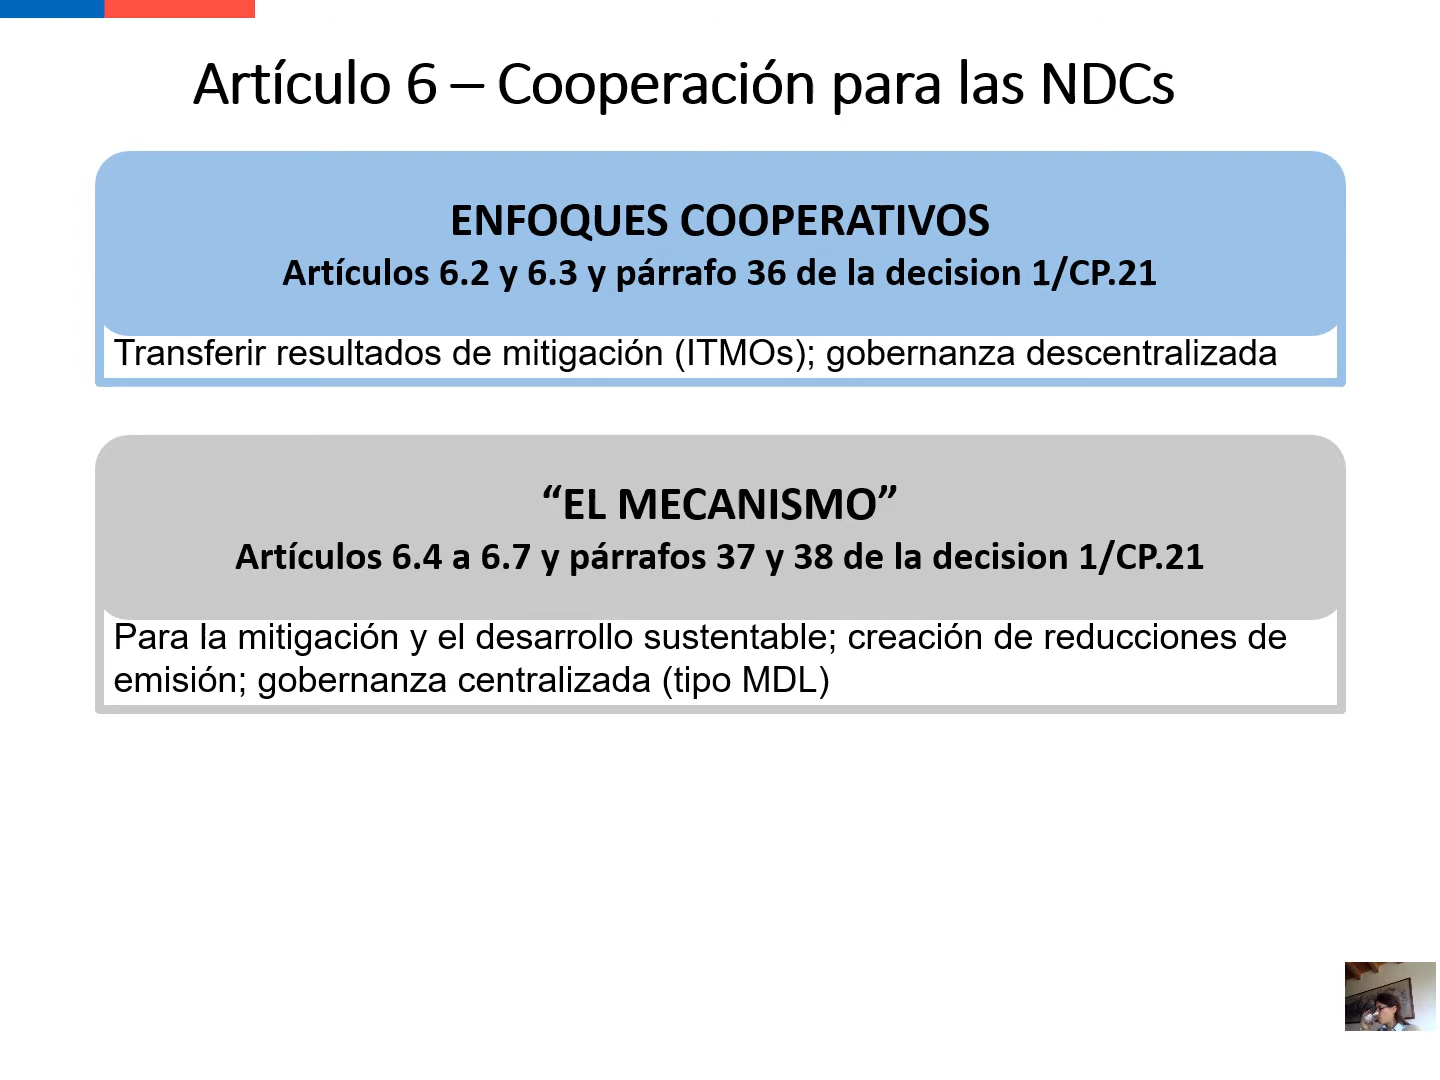 Artículo 6 – Cooperación para las NDCs
ENFOQUES COOPERATIVOS
Artículos 6.2 y 6.3 y párrafo 36 de la decision 1/CP.21
Transferir resultados de mitigación (ITMOs); gobernanza descentralizada
“EL MECANISMO”
Artículos 6.4 a 6.7 y párrafos 37 y 38 de la decision 1/CP.21
Para la mitigación y el desarrollo sustentable; creación de reducciones de
emisión; gobernanza centralizada (tipo MDL)